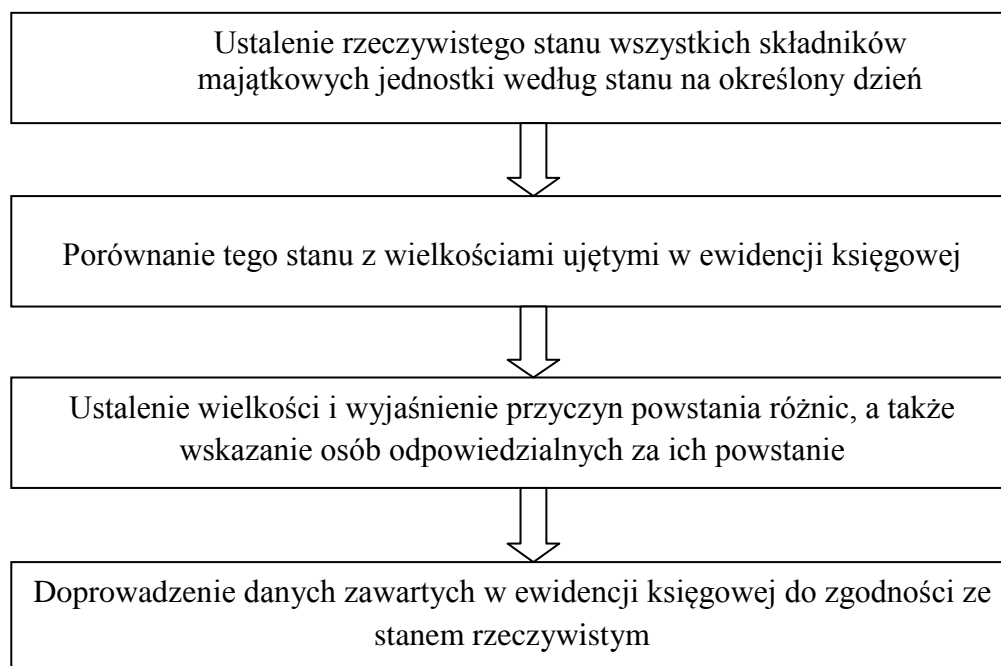 Ustalenie rzeczywistego stanu wszystkich składników
majątkowych jednostki według stanu na określony dzień
Porównanie tego stanu z wielkościami ujętymi w ewidencji księgowej
Ustalenie wielkości i wyjaśnienie przyczyn powstania różnic, a także
wskazanie osób odpowiedzialnych za ich powstanie
Doprowadzenie danych zawartych w ewidencji księgowej do zgodności ze
stanem rzeczywistym